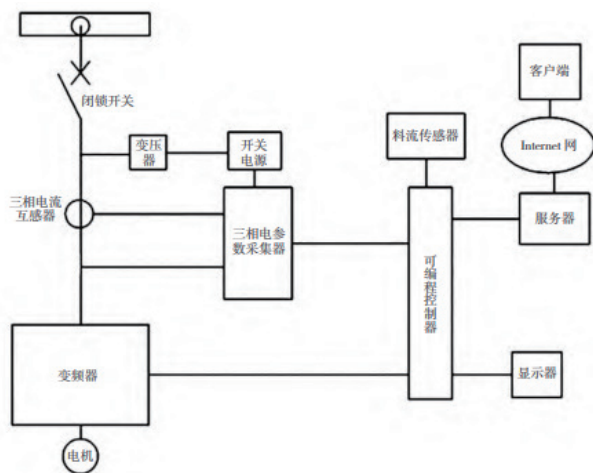 闭锁开关
变压
器
开关
电源
料流传感器
客户端
Internet 网
服务器
三相电流
互感器
三相电参
数采集器
可
编
程
控
制
器
变频器
显示器
电机